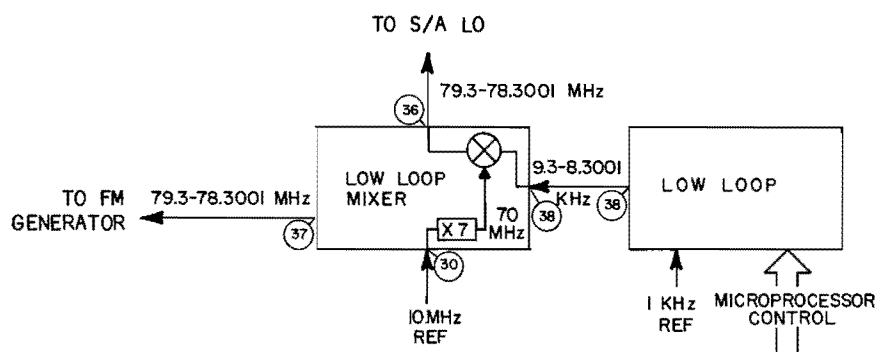 TO S/A LO
79.3-78.3001 MHz
36
9.3-8.3001
KHz
LOW LOOP
MIXER
LOW LOOP
79.3-78.3001 MHz
TO FM
GENERATOR
37
X 7
70
MHz
38
38
30
10MHz
REF
1 KHz
REF
MICROPROCESSOR
CONTROL